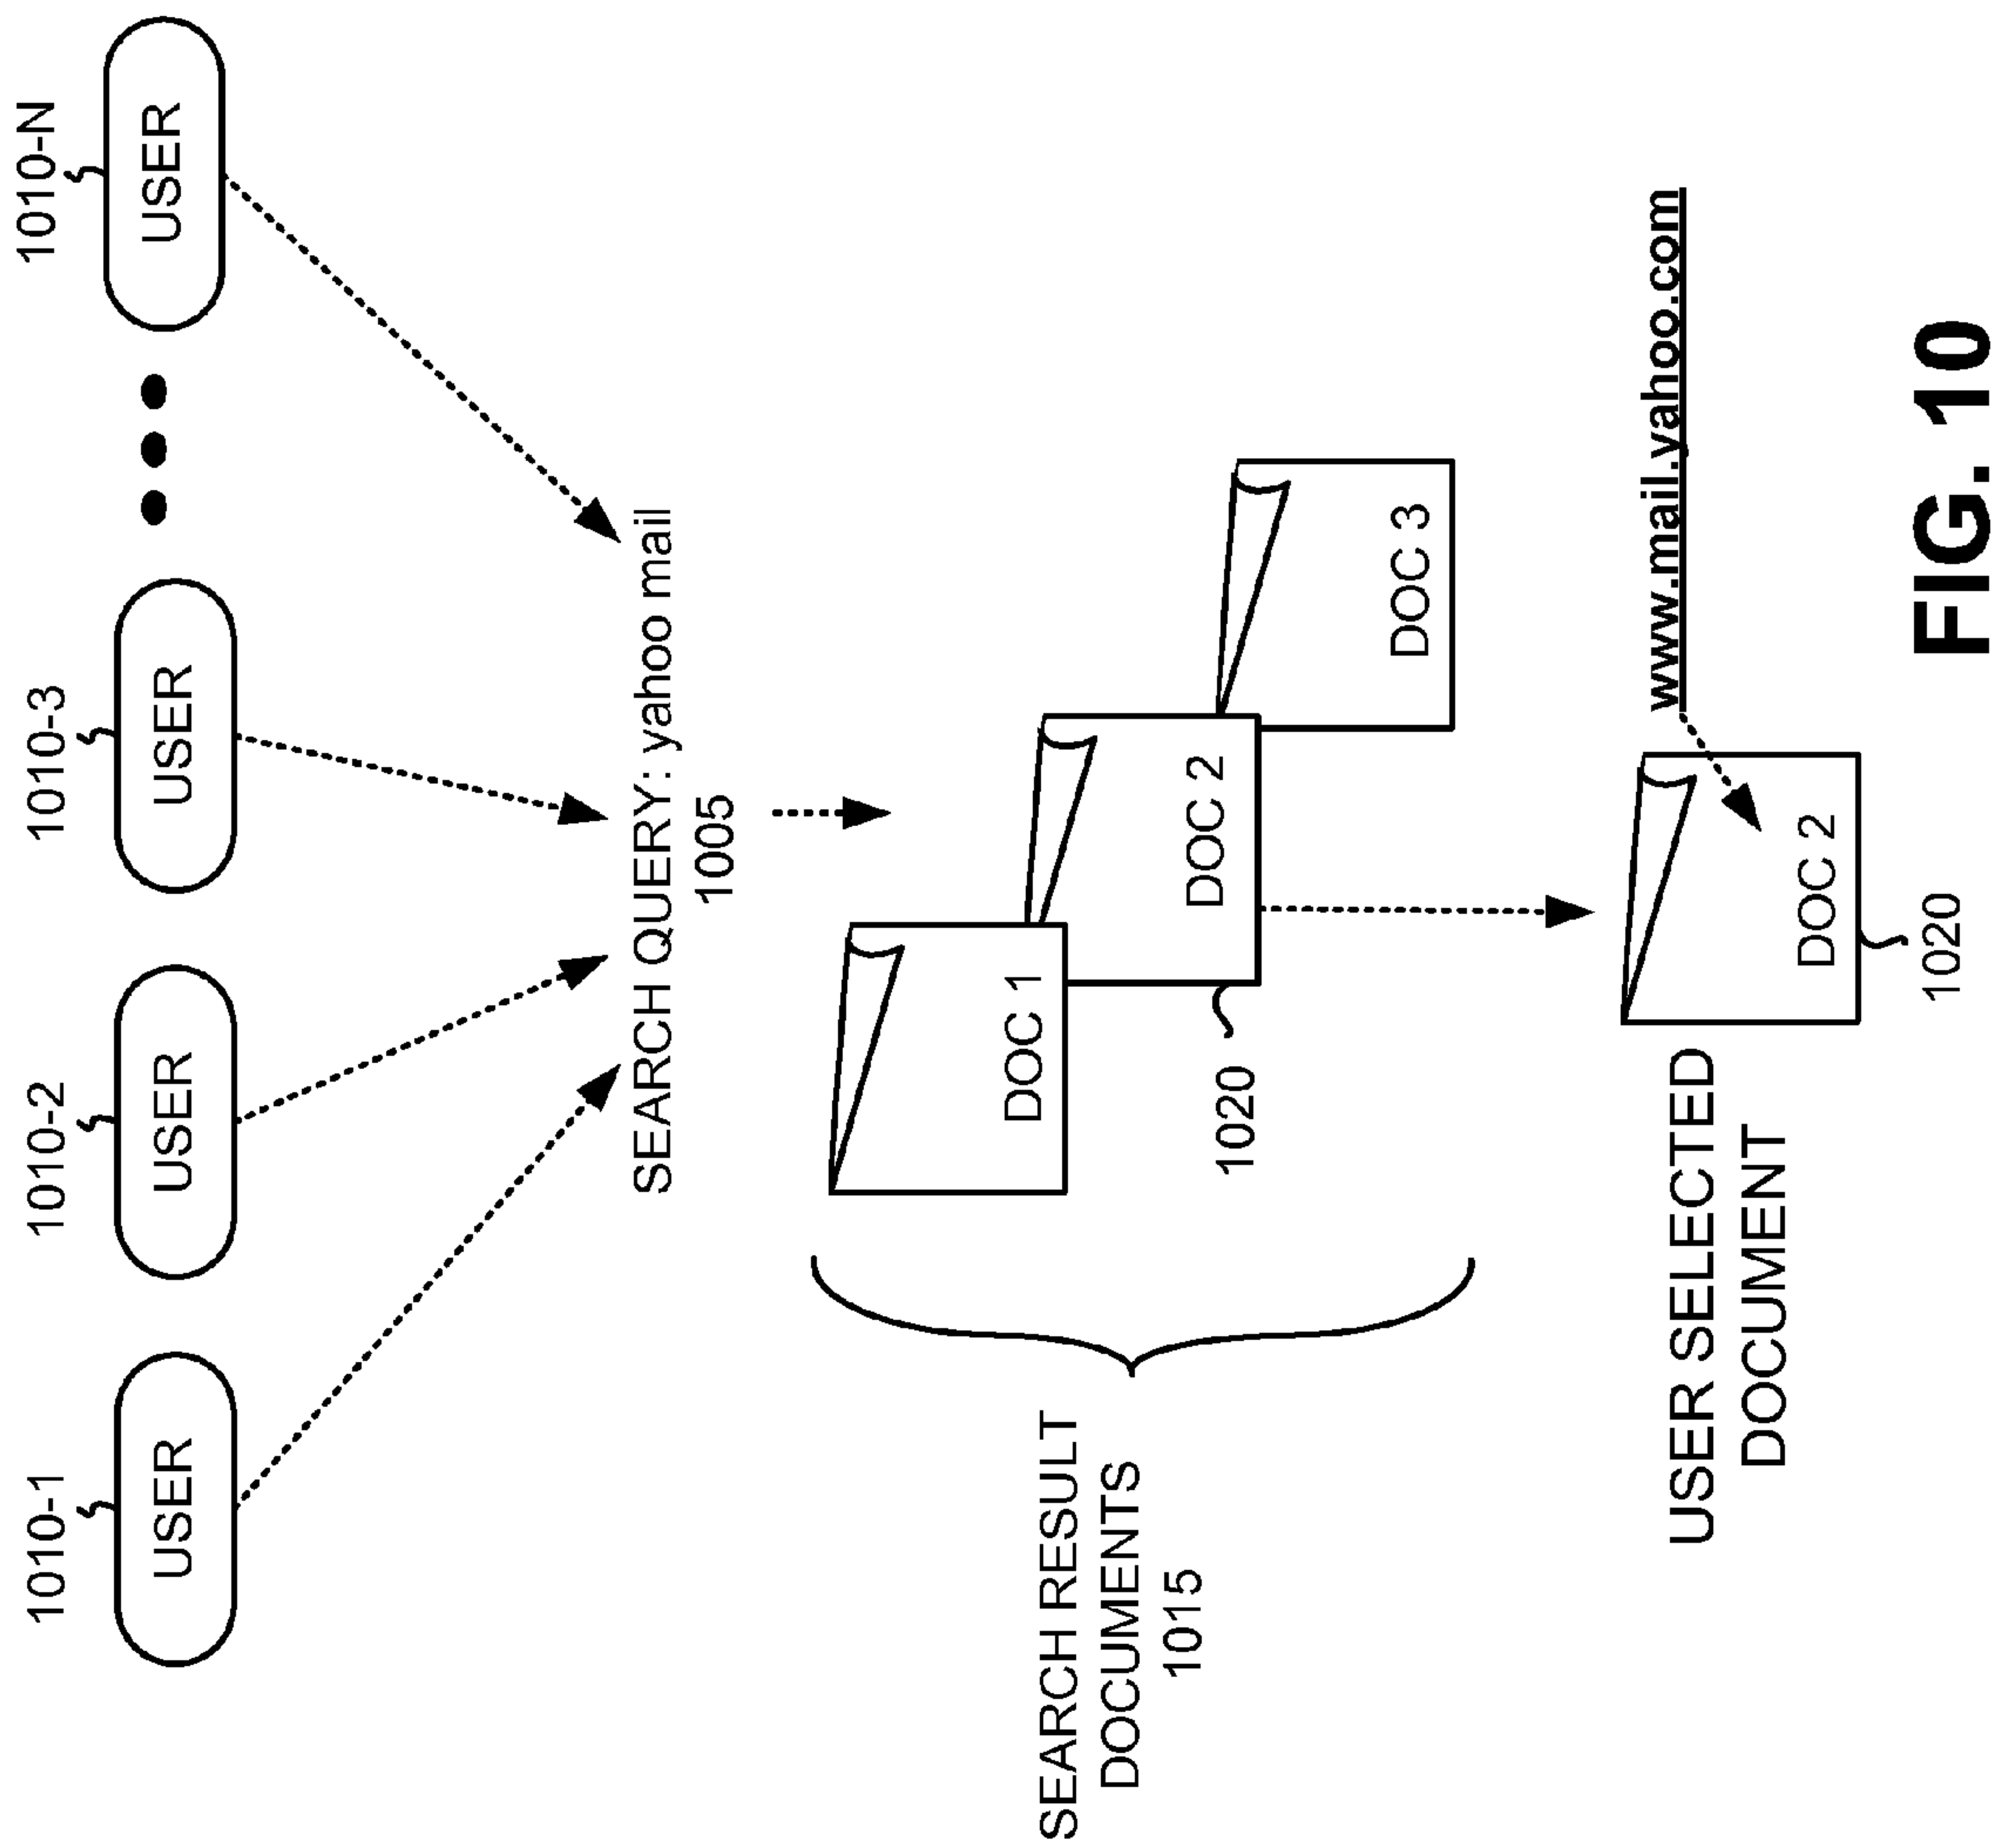 1010-1
1010-2
1010-3
1010-N
USER
USER
USER
USER
SEARCH QUERY: yahoo mail
1005
DOC 1
DOC 2
DOC 3
1020
SEARCH RESULT
DOCUMENTS
1015
www.mail.yahoo.com
USER SELECTED
DOCUMENT
DOC 2
1020
FIG. 10